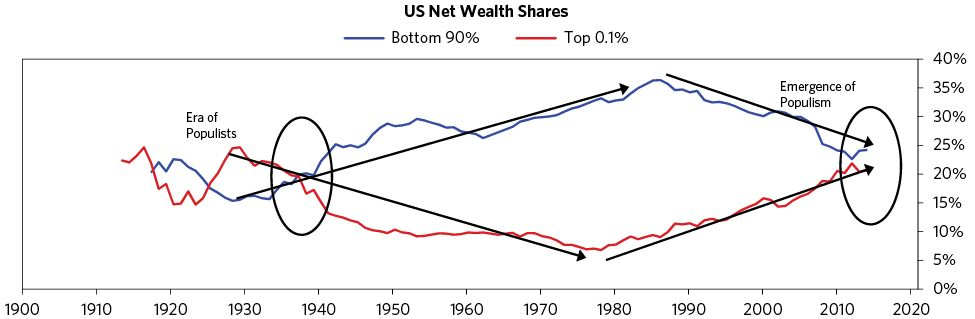 US Net Wealth Shares
Bottom 90% Top 0.1%
Era of
Populists
Emergence of
Populism
40%
35%
30%
25%
20%
15%
10%
5%
0%
1900 1910 1920 1930 1940 1950 1960 1970 1980 1990 2000 2010 2020